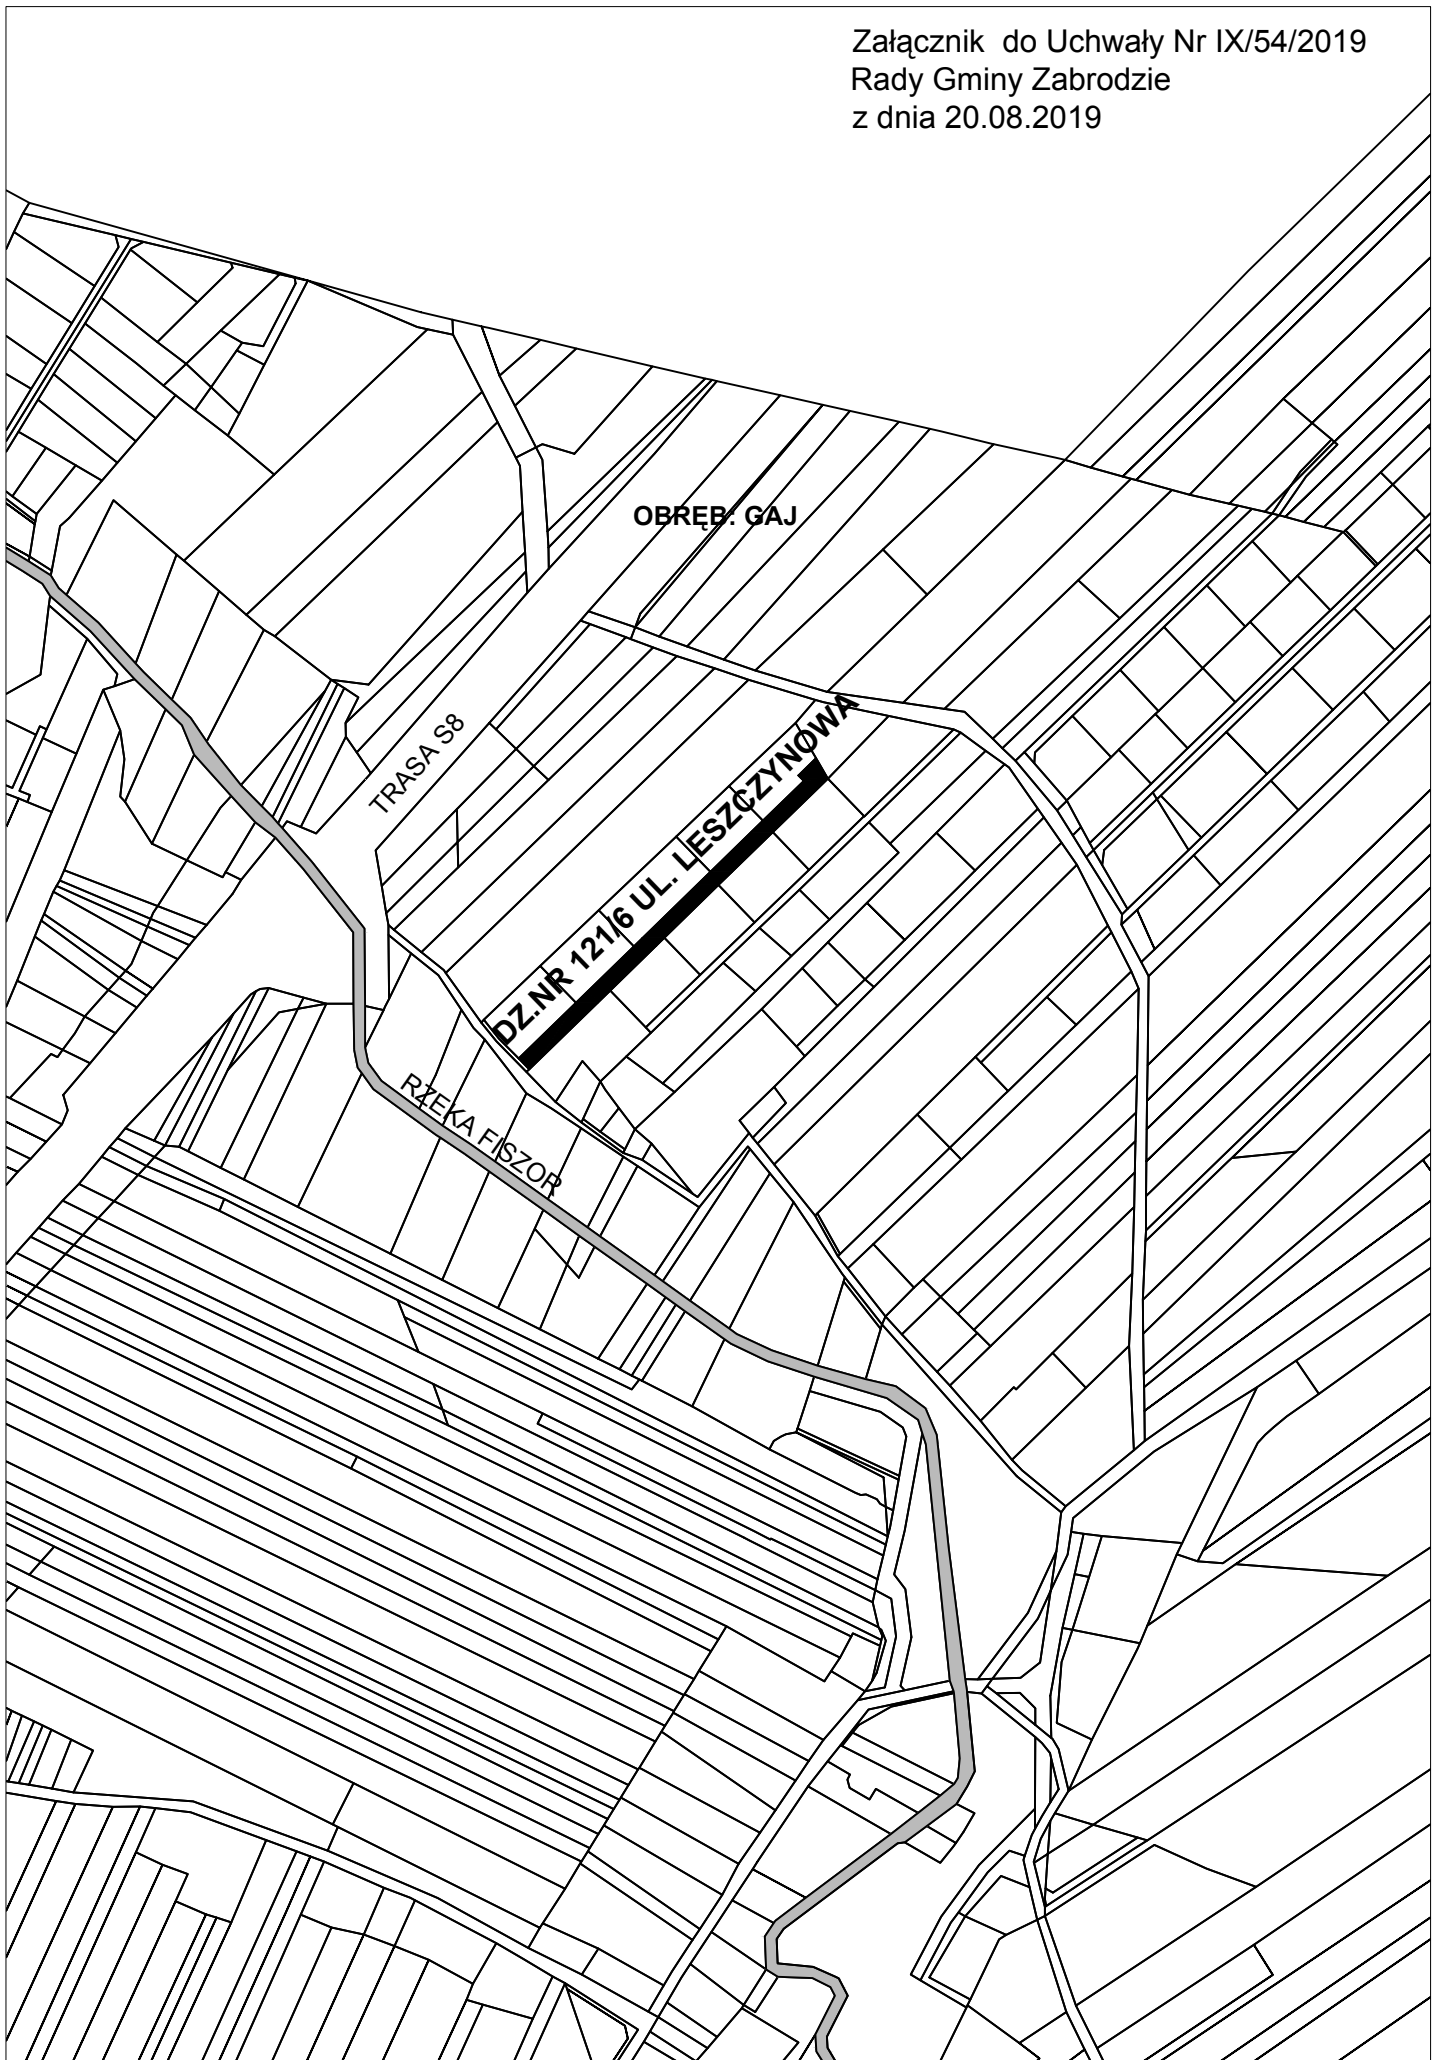 Załącznik do Uchwały Nr IX/54/2019
Rady Gminy Zabrodzie
z dnia 20.08.2019
OBRĘB: GAJ
TRASA S8
DZ.NR 121/6 UL. LESZCZYNOWA
RZEKA FISZOR